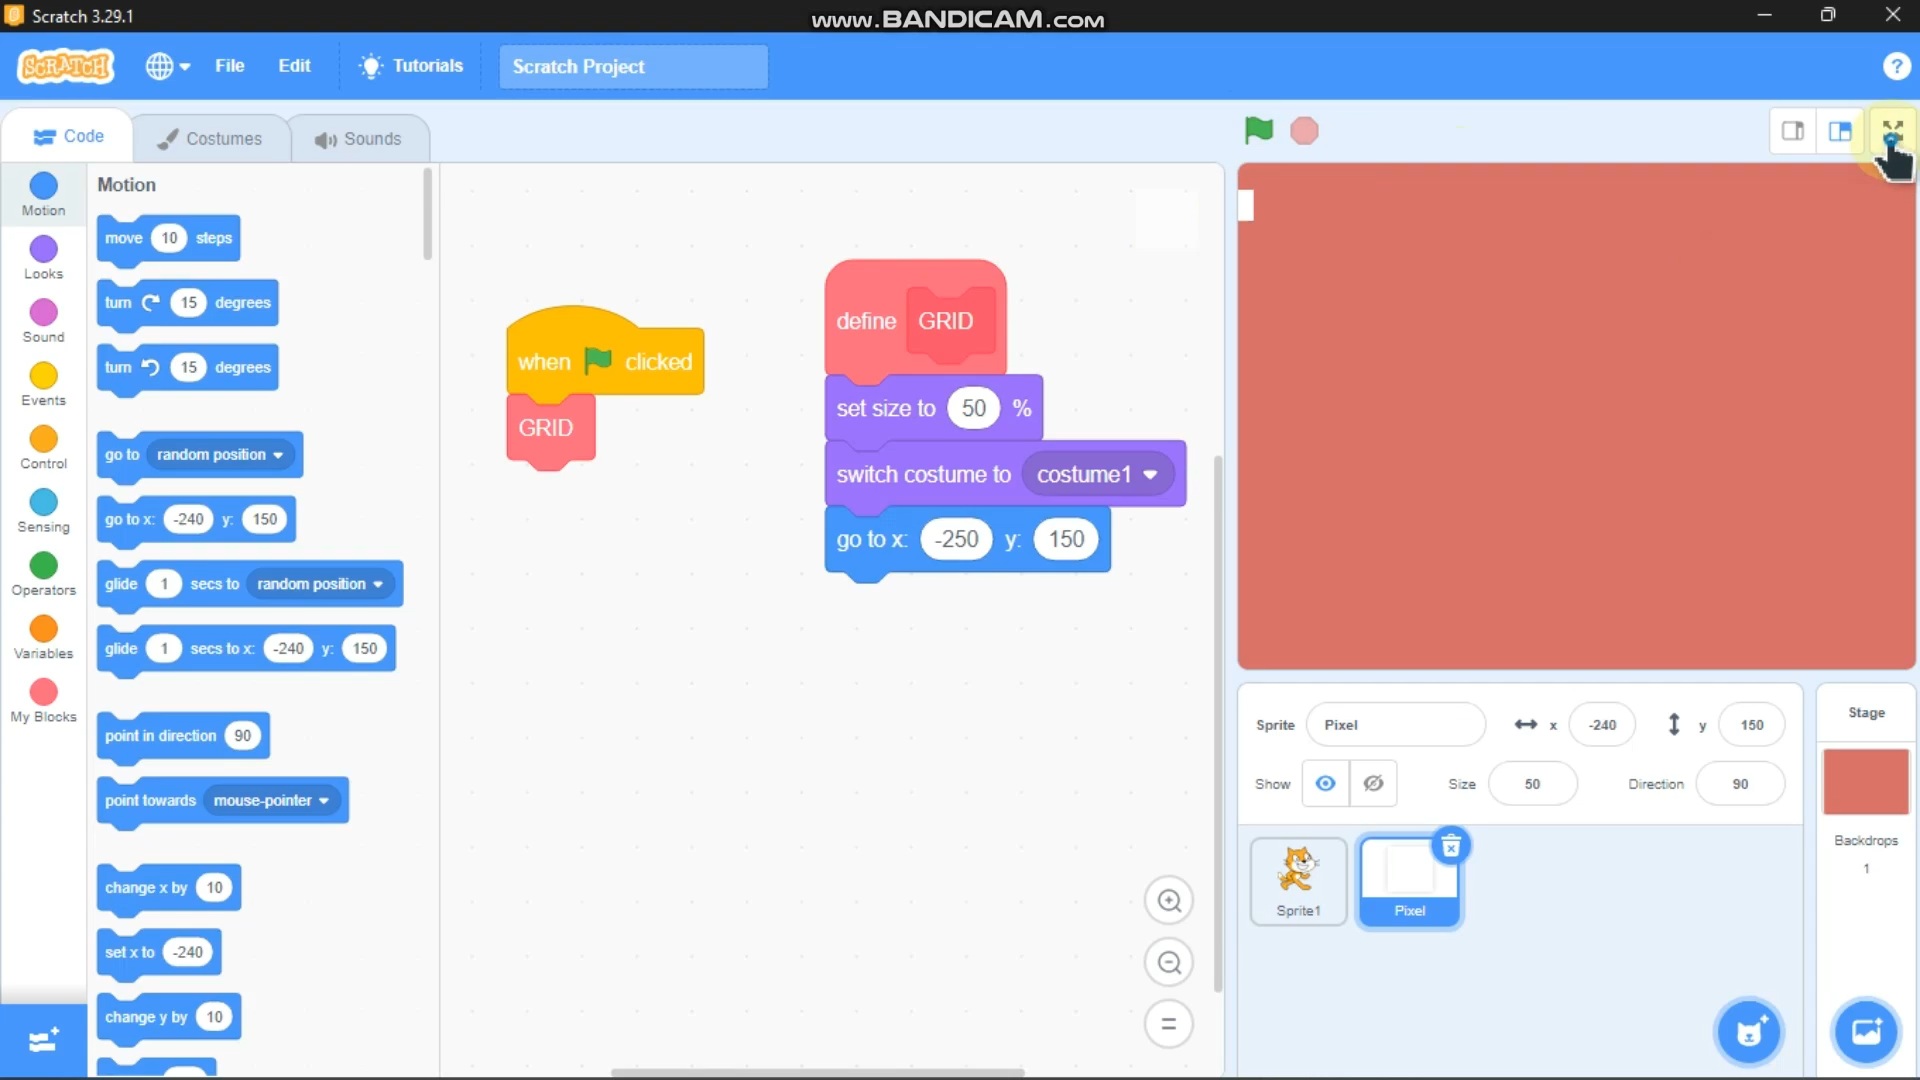 Scratch 3.29.1
www.BANDICAM.com
SCRATCH
File
Edit
Tutorials
Scratch Project
?
Code
Costumes
Sounds
Motion
Looks
Sound
Events
Control
Sensing
Operators
Variables
My Blocks
Motion
move 10 steps
turn 15 degrees
turn 15 degrees
go to random position
go to x: -240 y: 150
glide 1 secs to random position
glide 1 secs to x: -240 y: 150
point in direction 90
point towards mouse-pointer
change x by 10
set x to -240
change y by 10
when clicked
GRID
define GRID
set size to 50 %
switch costume to costume1
go to x: -250 y: 150
Sprite Pixel x -240 y 150
Show Size 50 Direction 90
Sprite1
Pixel
Stage
Backdrops
1